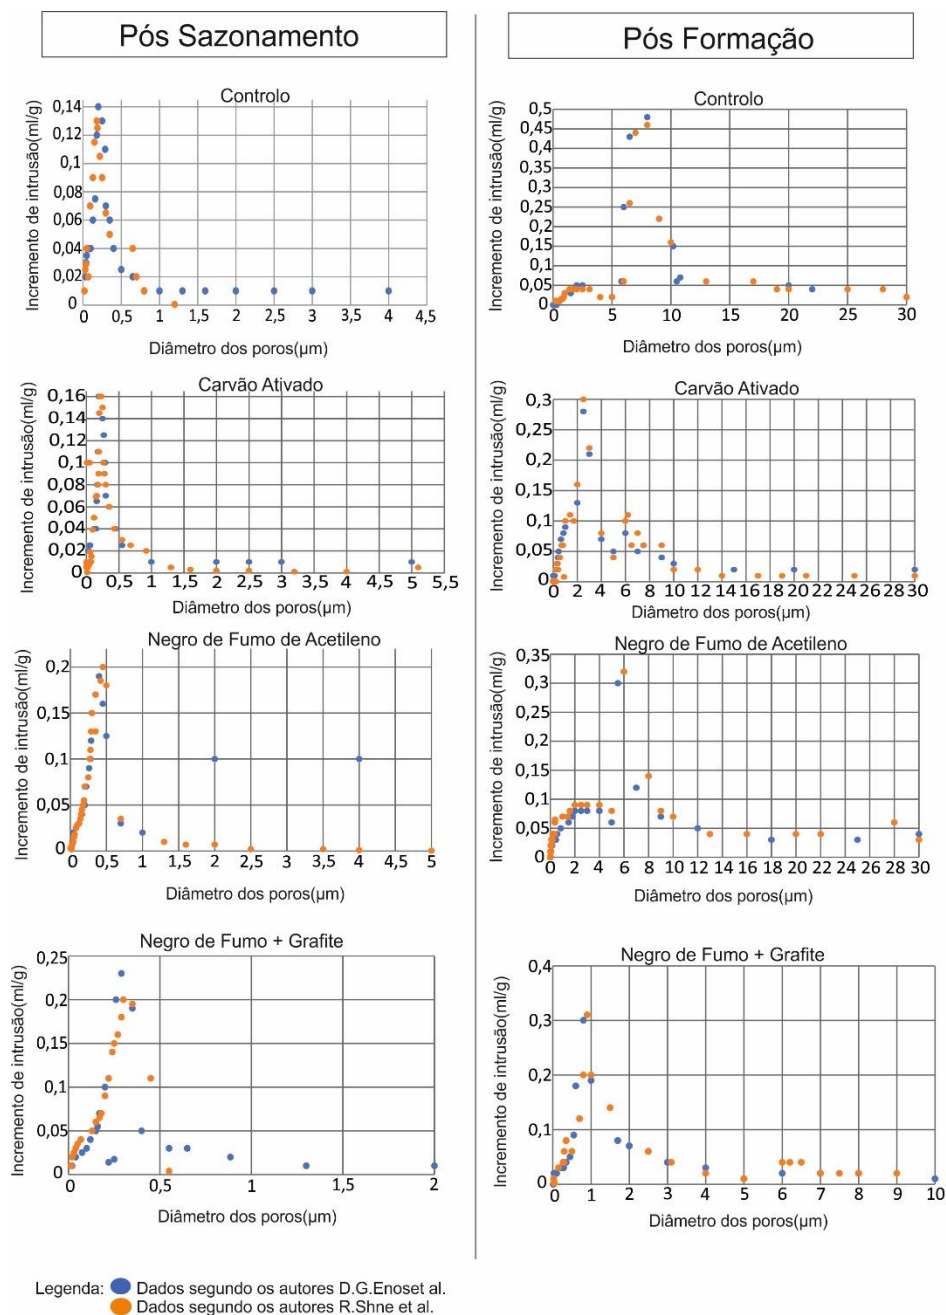 Pós Sazonamento
Controlo
Incremento de intrusão(ml/g)
0,14
0,12
0,1
0,08
0,06
0,04
0,02
0
0 0,5 1 1,5 2 2,5 3 3,5 4 4,5
Diâmetro dos poros(µm)
Carvão Ativado
Incremento de intrusão(ml/g)
0,16
0,14
0,12
0,1
0,08
0,06
0,04
0,02
0
0 0,5 1 1,5 2 2,5 3 3,5 4 4,5 5 5,5
Diâmetro dos poros(µm)
Negro de Fumo de Acetileno
Incremento de intrusão(ml/g)
0,2
0,15
0,1
0,05
0
0 0,5 1 1,5 2 2,5 3 3,5 4 4,5 5
Diâmetro dos poros(µm)
Negro de Fumo + Grafite
Incremento de intrusão(ml/g)
0,25
0,2
0,15
0,1
0,05
0
0 0,5 1 1,5 2
Diâmetro dos poros(µm)
Pós Formação
Controlo
Incremento de intrusão(ml/g)
0,5
0,45
0,4
0,35
0,3
0,25
0,2
0,15
0,1
0,05
0
0 5 10 20 20 25 30
Diâmetro dos poros(µm)
Carvão Ativado
Incremento de intrusão(ml/g)
0,3
0,25
0,2
0,15
0,1
0,05
0
0 2 4 6 8 10 12 14 16 18 20 22 24 26 28 30
Diâmetro dos poros(µm)
Negro de Fumo de Acetileno
Incremento de intrusão(ml/g)
0,35
0,3
0,25
0,2
0,15
0,1
0,05
0
0 2 4 6 8 10 12 14 16 18 20 22 24 26 28 30
Diâmetro dos poros(µm)
Negro de Fumo + Grafite
Incremento de intrusão(ml/g)
0,4
0,3
0,2
0,1
0
0 1 2 3 4 5 6 7 8 9 10
Diâmetro dos poros(µm)
Legenda: Dados segundo os autores D.G.Enoset al.
Dados segundo os autores R.Shne et al.